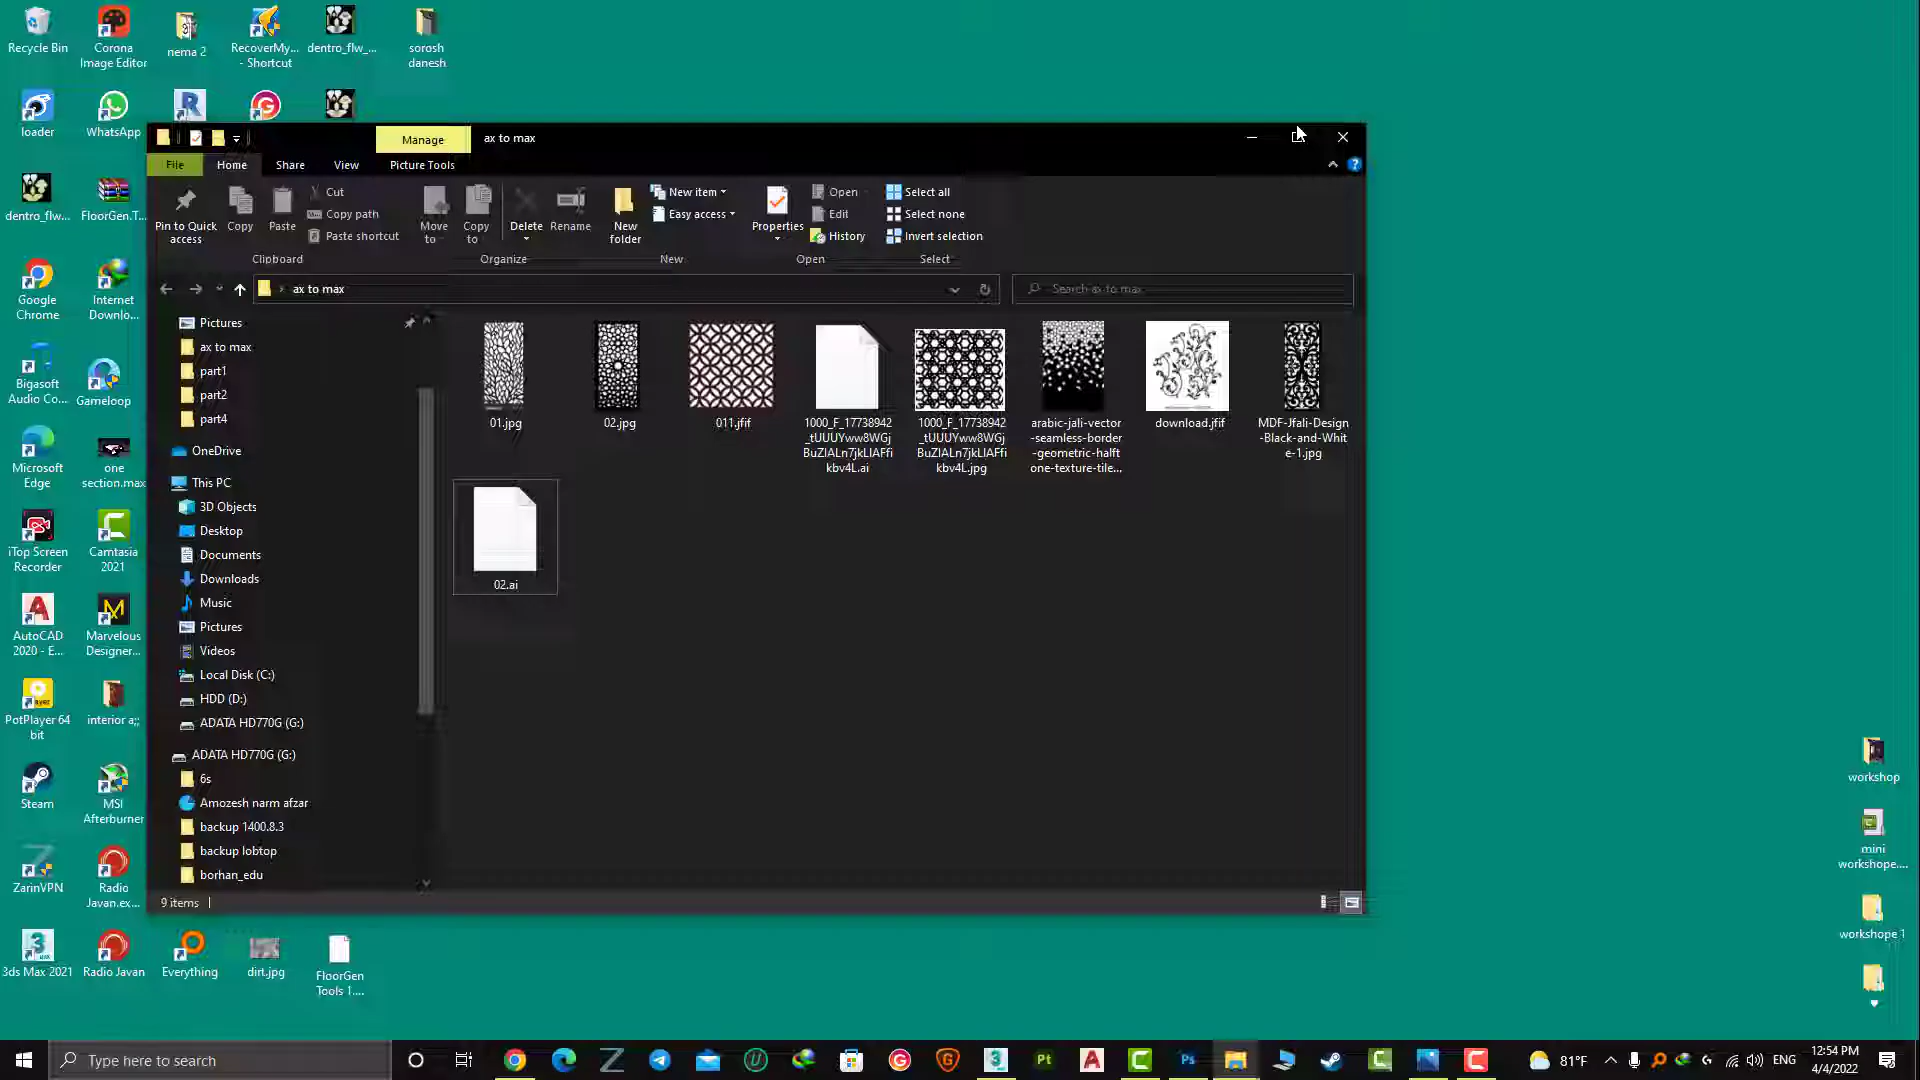 Recycle Bin
Corona
Image Editor
nema 2
RecoverMy...
- Shortcut
dentro_flw_...
sorosh
danesh
loader
WhatsApp
Manage
ax to max
File
Home
Share
View
Picture Tools
Pin to Quick
access
Copy
Paste
Cut
Copy path
Paste shortcut
Clipboard
Move
to
Copy
to
Delete
Rename
Organize
New
folder
New item
Easy access
New
Properties
Open
Edit
History
Open
Select all
Select none
Invert selection
Select
ax to max
Search ax to max
dentro_flw...
FloorGen.T...
Google
Chrome
Internet
Downlo...
Bigasoft
Audio Co...
Gameloop
Microsoft
Edge
one
section.max
iTop Screen
Recorder
Camtasia
2021
AutoCAD
2020 - E...
Marvelous
Designer...
PotPlayer 64
bit
interior a;;
Steam
MSI
Afterburner
ZarinVPN
Radio
Javan.ex...
3ds Max 2021
Radio Javan
Everything
dirt.jpg
FloorGen
Tools 1....
Pictures
ax to max
part1
part2
part4
OneDrive
This PC
3D Objects
Desktop
Documents
Downloads
Music
Pictures
Videos
Local Disk (C:)
HDD (D:)
ADATA HD770G (G:)
ADATA HD770G (G:)
6s
Amozesh narm afzar
backup 1400.8.3
backup lobtop
borhan_edu
01.jpg
02.jpg
011.jfif
1000_F_17738942
_tUUUYww8WGj
BuZIALn7jkLIAFfi
kbv4L.ai
1000_F_17738942
_tUUUYww8WGj
BuZIALn7jkLIAFfi
kbv4L.jpg
arabic-jali-vector
-seamless-border
-geometric-halft
one-texture-tile...
download.jfif
MDF-Jfali-Design
-Black-and-Whit
e-1.jpg
02.ai
9 items
workshop
mini
workshope....
workshope 1
Type here to search
81°F
ENG
12:54 PM
4/4/2022